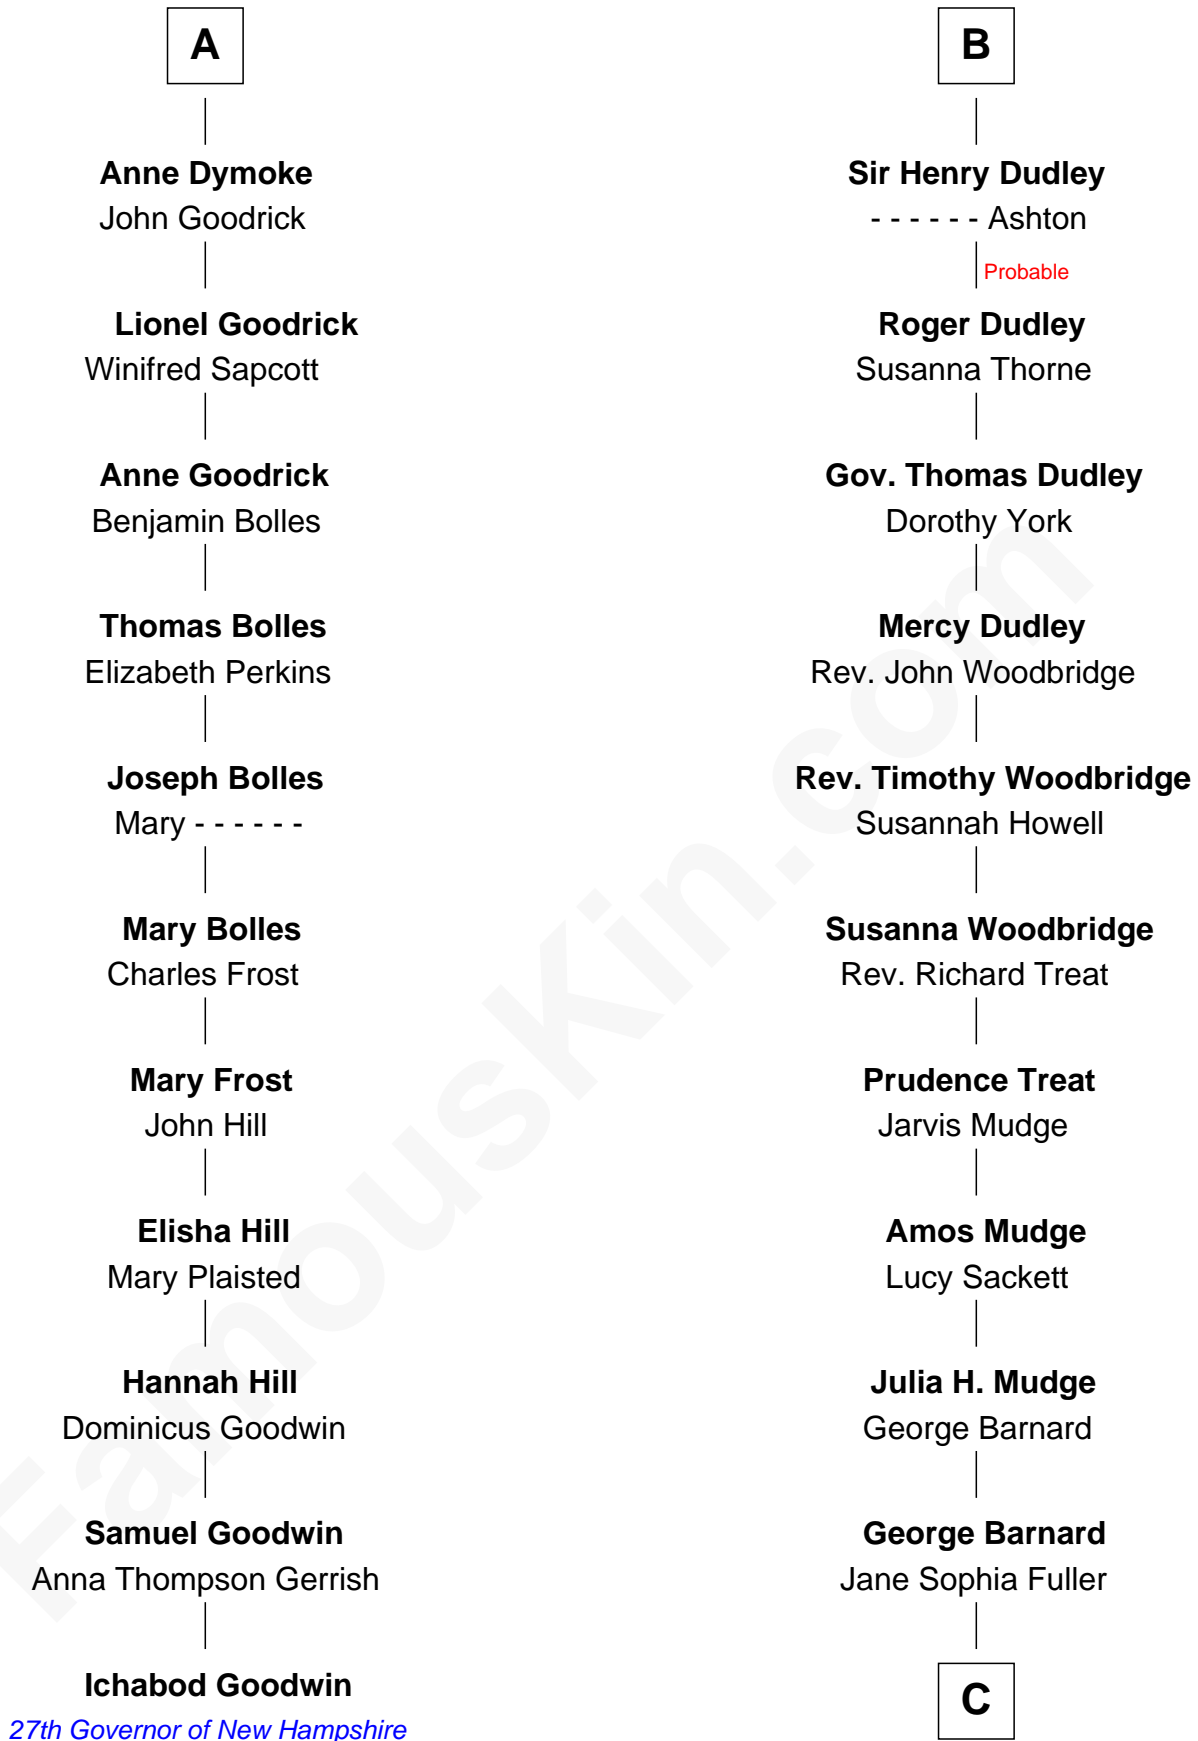 A
Anne Dymoke
John Goodrick
Lionel Goodrick
Winifred Sapcott
Anne Goodrick
Benjamin Bolles
Thomas Bolles
Elizabeth Perkins
Joseph Bolles
Mary - - - - - -
Mary Bolles
Charles Frost
Mary Frost
John Hill
Elisha Hill
Mary Plaisted
Hannah Hill
Dominicus Goodwin
Samuel Goodwin
Anna Thompson Gerrish
Ichabod Goodwin
27th Governor of New Hampshire
B
Sir Henry Dudley
- - - - - - Ashton
Probable
Roger Dudley
Susanna Thorne
Gov. Thomas Dudley
Dorothy York
Mercy Dudley
Rev. John Woodbridge
Rev. Timothy Woodbridge
Susannah Howell
Susanna Woodbridge
Rev. Richard Treat
Prudence Treat
Jarvis Mudge
Amos Mudge
Lucy Sackett
Julia H. Mudge
George Barnard
George Barnard
Jane Sophia Fuller
C
FamousKin.com